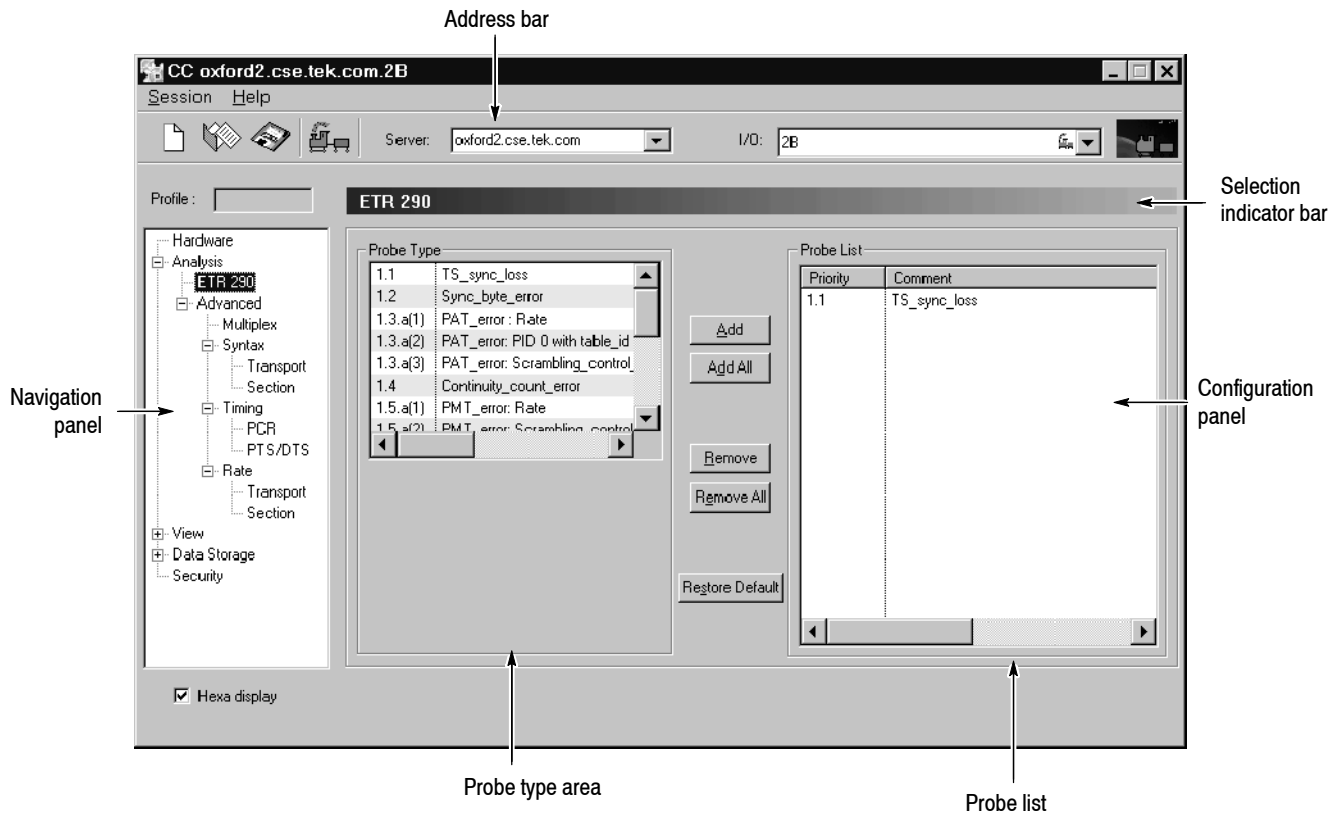 Address bar
CC oxford2.cse.tek.com.2B
Session Help
Server: oxford2.cse.tek.com I/O: 2B
Profile :
ETR 290
Selection
indicator bar
Hardware
Analysis
ETR 290
Advanced
Multiplex
Syntax
Transport
Section
Timing
PCR
PTS/DTS
Rate
Transport
Section
View
Data Storage
Security
Navigation
panel
Probe Type
1.1 TS_sync_loss
1.2 Sync_byte_error
1.3.a(1) PAT_error : Rate
1.3.a(2) PAT_error: PID 0 with table_id
1.3.a(3) PAT_error: Scrambling_control_
1.4 Continuity_count_error
1.5.a(1) PMT_error: Rate
1.5.a(2) PMT_error: Scrambling_control
Add
Add All
Remove
Remove All
Restore Default
Probe List
Priority Comment
1.1 TS_sync_loss
Configuration
panel
Hexa display
Probe type area
Probe list